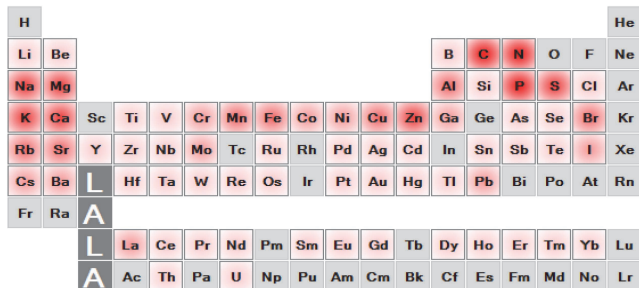 H He
Li Be B C N O F Ne
Na Mg Al Si P S Cl Ar
K Ca Sc Ti V Cr Mn Fe Co Ni Cu Zn Ga Ge As Se Br Kr
Rb Sr Y Zr Nb Mo Tc Ru Rh Pd Ag Cd In Sn Sb Te I Xe
Cs Ba L Hf Ta W Re Os Ir Pt Au Hg Tl Pb Bi Po At Rn
Fr Ra A
L La Ce Pr Nd Pm Sm Eu Gd Tb Dy Ho Er Tm Yb Lu
A Ac Th Pa U Np Pu Am Cm Bk Cf Es Fm Md No Lr